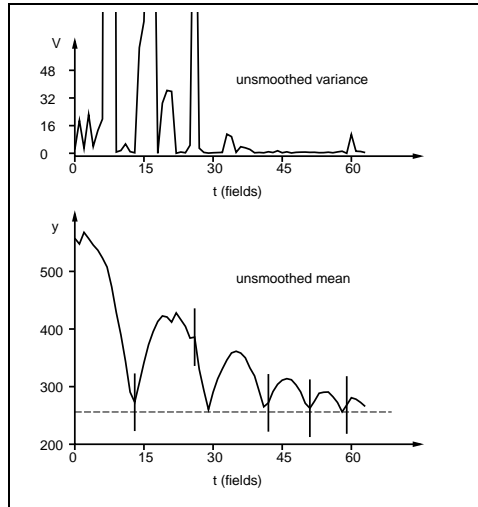 V
48
32
16
0
unsmoothed variance
0 15 30 45 60
t (fields)
y
500
400
300
200
unsmoothed mean
0 15 30 45 60
t (fields)